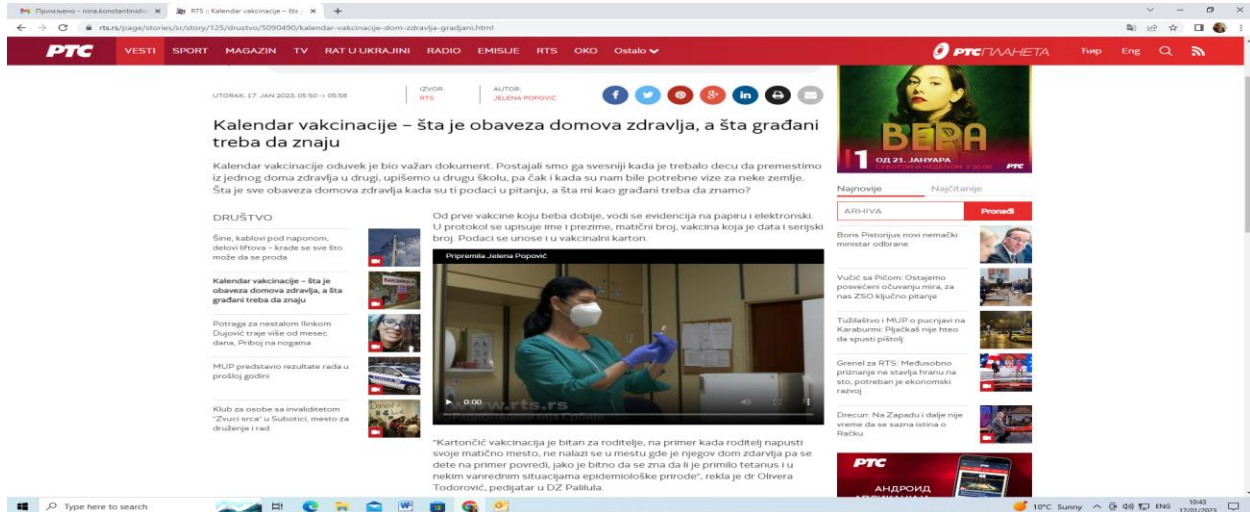 Примљено - nina.konstantinidis
RTS :: Kalendar vakcinacije – šta j
rts.rs/page/stories/sr/story/125/drustvo/5090490/kalendar-vakcinacije-dom-zdravlja-gradjani.html
РТС VESTI SPORT MAGAZIN TV RAT U UKRAJINI RADIO EMISIJE RTS OKO Ostalo
РТС ПЛАНЕТА Ћир Eng
UTORAK, 17. JAN 2023, 05:50 -> 05:58
IZVOR:
RTS
AUTOR:
JELENA POPOVIĆ
Kalendar vakcinacije – šta je obaveza domova zdravlja, a šta građani
treba da znaju
Kalendar vakcinacije oduvek je bio važan dokument. Postajali smo ga svesniji kada je trebalo decu da premestimo
iz jednog doma zdravlja u drugi, upišemo u drugu školu, pa čak i kada su nam bile potrebne vize za neke zemlje.
Šta je sve obaveza domova zdravlja kada su ti podaci u pitanju, a šta mi kao građani treba da znamo?
DRUŠTVO
Šine, kablovi pod naponom,
delovi liftova – krade se sve što
može da se proda
Kalendar vakcinacije – šta je
obaveza domova zdravlja, a šta
građani treba da znaju
Potraga za nestalom Ilinkom
Dujović traje više od mesec
dana, Priboj na nogama
MUP predstavio rezultate rada u
prošloj godini
Klub za osobe sa invaliditetom
"Zvuci srca" u Subotici, mesto za
druženje i rad
Od prve vakcine koju beba dobije, vodi se evidencija na papiru i elektronski.
U protokol se upisuje ime i prezime, matični broj, vakcina koja je data i serijski
broj. Podaci se unose i u vakcinalni karton.
Pripremila Jelena Popović
www.rts.rs
0:00
"Kartončić vakcinacija je bitan za roditelje, na primer kada roditelj napusti
svoje matično mesto, ne nalazi se u mestu gde je njegov dom zdarvlja pa se
dete na primer povredi, jako je bitno da se zna da li je primilo tetanus i u
nekim vanrednim situacijama epidemiološke prirode", rekla je dr Olivera
Todorović, pedijatar u DZ Palilula.
ВЕРА
1
ОД 21. ЈАНУАРА
СУБОТОМ И НЕДЕЉОМ У 20.00
РТС
Najnovije Najčitanije
ARHIVA Pronađi
Boris Pistorijus novi nemački
ministar odbrane
Vučić sa Pičom: Ostajemo
posvećeni očuvanju mira, za
nas ZSO ključno pitanje
Tužilaštvo i MUP o pucnjavi na
Karaburmi: Pljačkaš nije hteo
da spusti pištolj
Grenel za RTS: Međusobno
priznanje ne stavlja hranu na
sto, potreban je ekonomski
razvoj
Drecun: Na Zapadu i dalje nije
vreme da se sazna istina o
Račku
РТС
АНДРОИД
Type here to search
10°C Sunny
ENG
10:43
17/01/2023